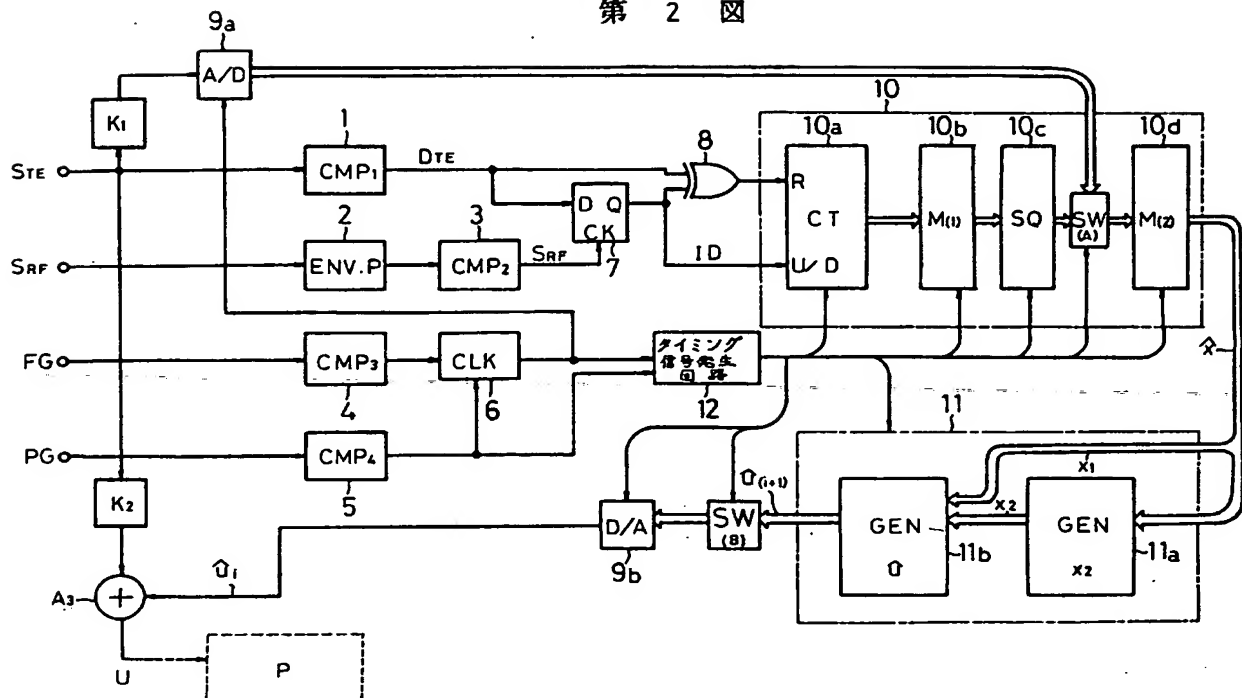 第 2 図
9a
A/D
K1
10
1
10a
10b
10c
10d
8
STE
CMP1
DTE
R
D Q
CK
7
CT
M(1)
SQ
SW
(A)
M(2)
2
3
SRF
ENV.P
CMP2
SRF
ID
U/D
x̂
FG
CMP3
CLK
タイミング
信号発生
回路
4
6
12
11
PG
CMP4
5
x1
K2
û(i+1)
D/A
SW
(B)
GEN
û
x2
GEN
x2
11b
11a
9b
ûi
A3
+
U
P